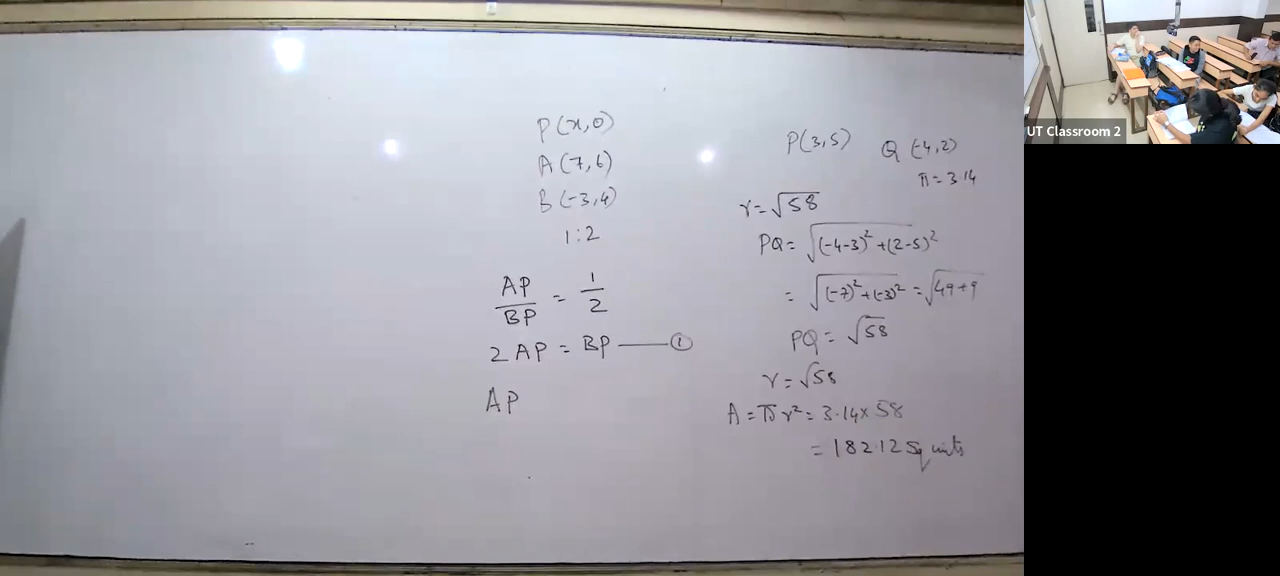 P(x,0)
A(7,6)
B(-3,4)
1:2
AP/BP = 1/2
2AP = BP —— ①
AP
P(3,5) Q(-4,2)
π = 3.14
r = √58
PQ = √(-4-3)² + (2-5)²
= √(-7)² + (-3)² = √49+9
PQ = √58
r = √58
A = πr² = 3.14 × 58
= 182.12 Sq units
UT Classroom 2